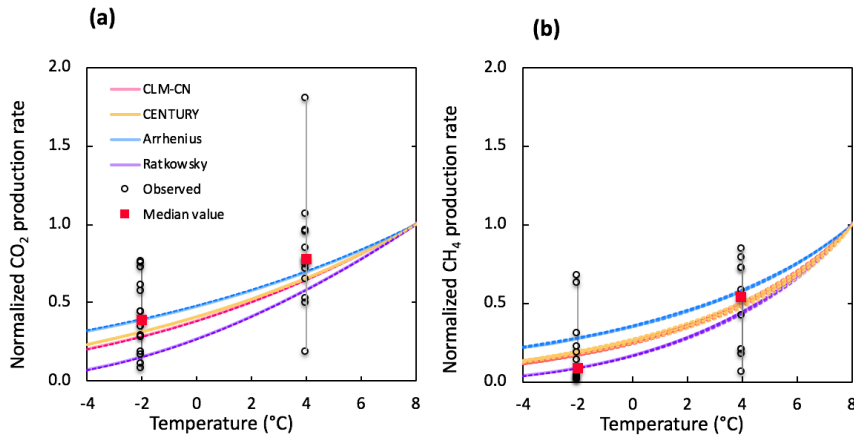 (a)
Normalized CO₂ production rate
2.0
1.5
1.0
0.5
0.0
CLM-CN
CENTURY
Arrhenius
Ratkowsky
Observed
Median value
-4 -2 0 2 4 6 8
Temperature (°C)
(b)
Normalized CH₄ production rate
2.0
1.5
1.0
0.5
0.0
-4 -2 0 2 4 6 8
Temperature (°C)